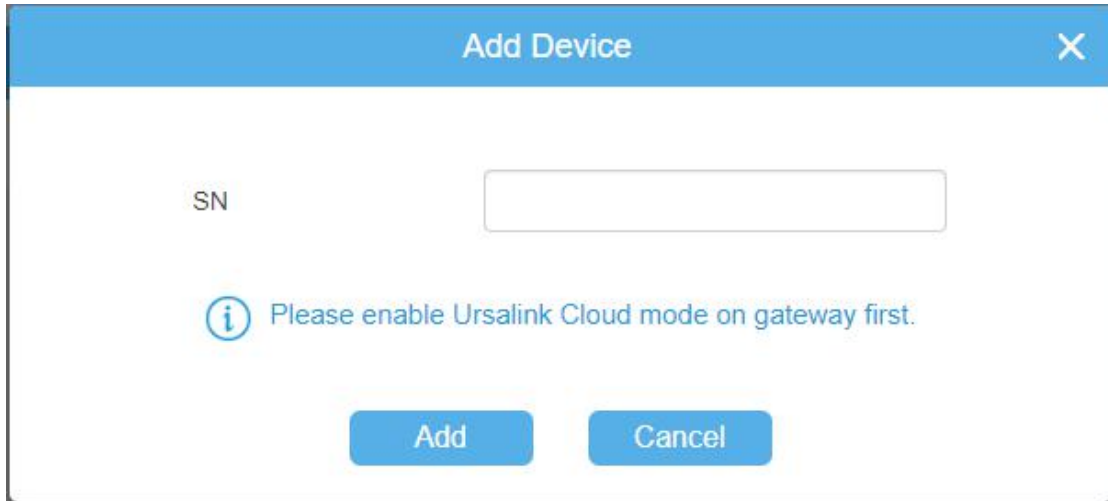 Add Device
SN
Please enable Ursalink Cloud mode on gateway first.
Add
Cancel